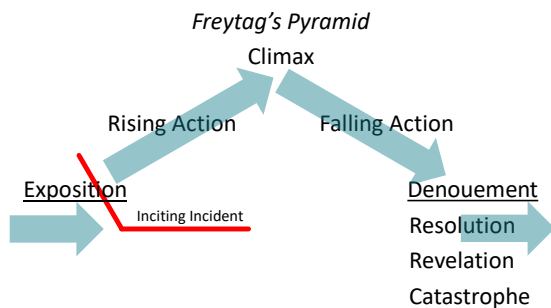 Freytag's Pyramid
Climax
Rising Action
Falling Action
Exposition
Inciting Incident
Denouement
Resolution
Revelation
Catastrophe